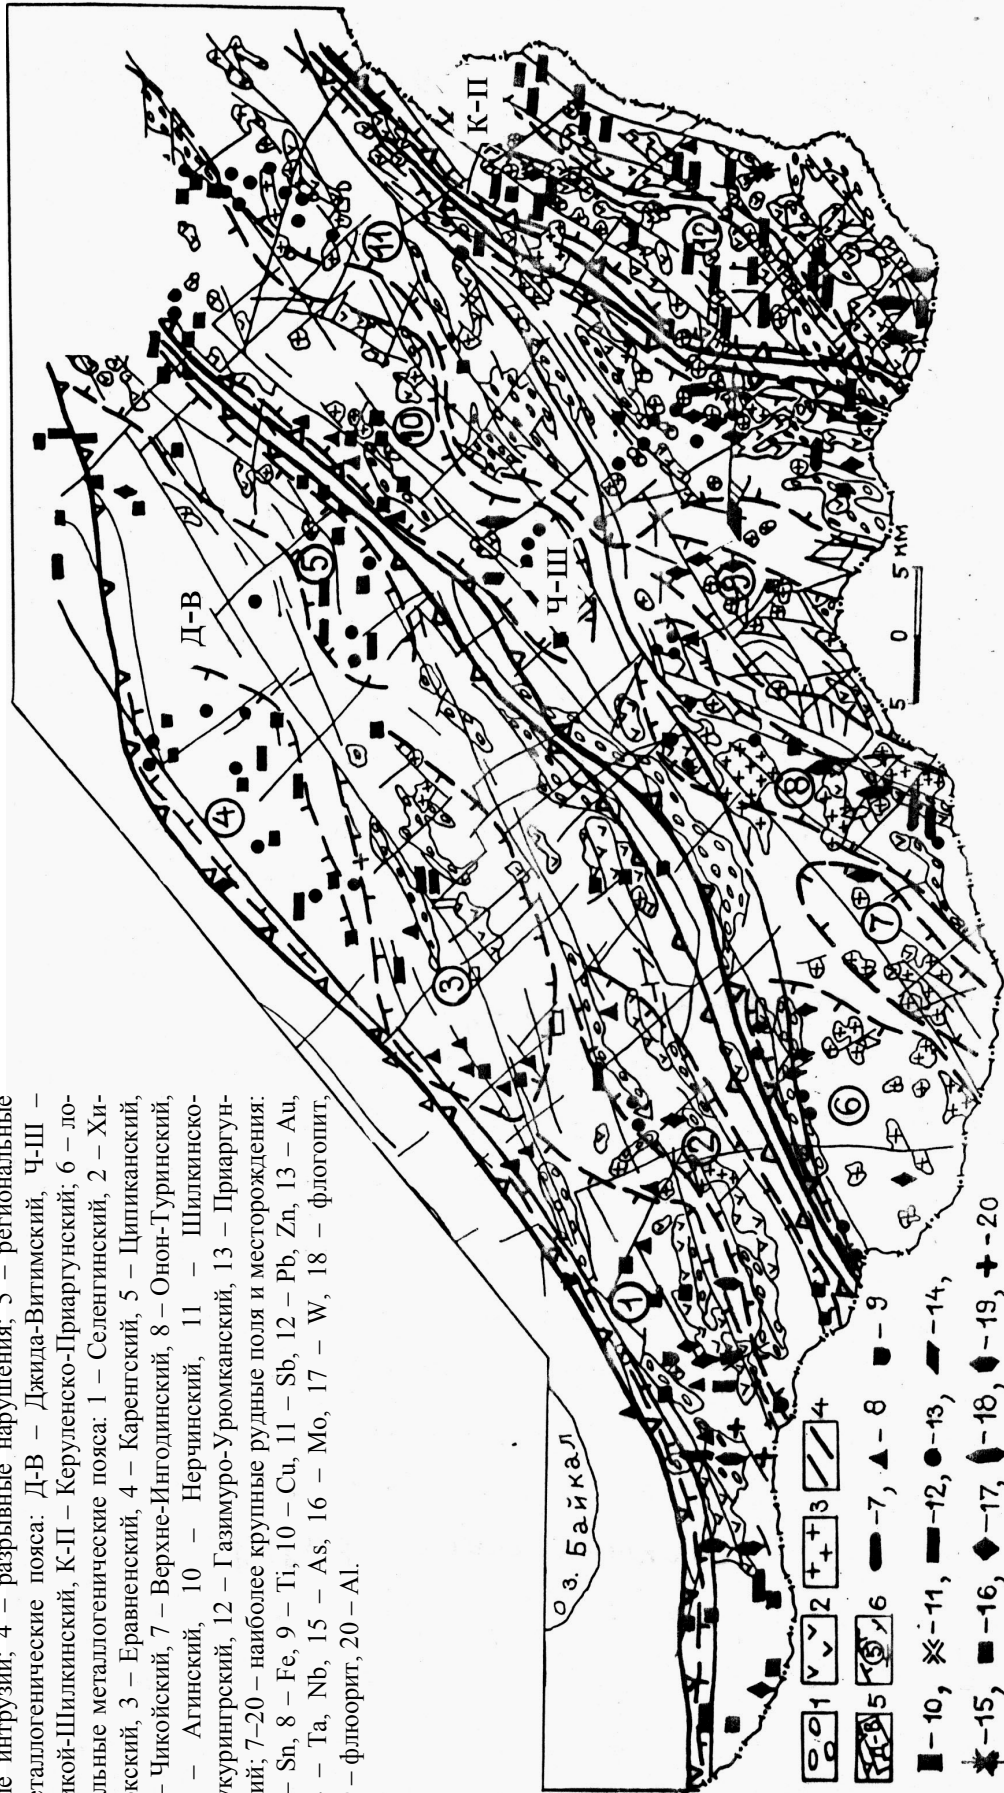 ые интрузии; 4 – разрывные нарушения; 5 – региональные
еталлогенические пояса: Д-В – Джида-Витимский, Ч-Ш –
икой-Шилкинский, К-П – Керуленско-Приаргунский; 6 – ло-
льные металлогенические пояса: 1 – Селенгинский, 2 – Хи-
кский, 3 – Еравненский, 4 – Каренгский, 5 – Ципиканский,
– Чикойский, 7 – Верхне-Ингодинский, 8 – Онон-Туринский,
– Агинский, 10 – Нерчинский, 11 – Шилкинско-
укурингрский, 12 – Газимуро-Урюмканский, 13 – Приаргун-
ий; 7–20 – наиболее крупные рудные поля и месторождения:
– Sn, 8 – Fe, 9 – Ti, 10 – Cu, 11 – Sb, 12 – Pb, Zn, 13 – Au,
– Ta, Nb, 15 – As, 16 – Mo, 17 – W, 18 – флогопит,
– флюорит, 20 – Al.
Оз. Байкал
Д-В
Ч-Ш
К-П
1
2
3
4
5
6
7
8
9
10
11
12
5 0 5 км
1 2 3 4
Д-В 5 6 -7, -8 -9
-10, -11, -12, -13, -14,
-15, -16, -17, -18, -19, -20